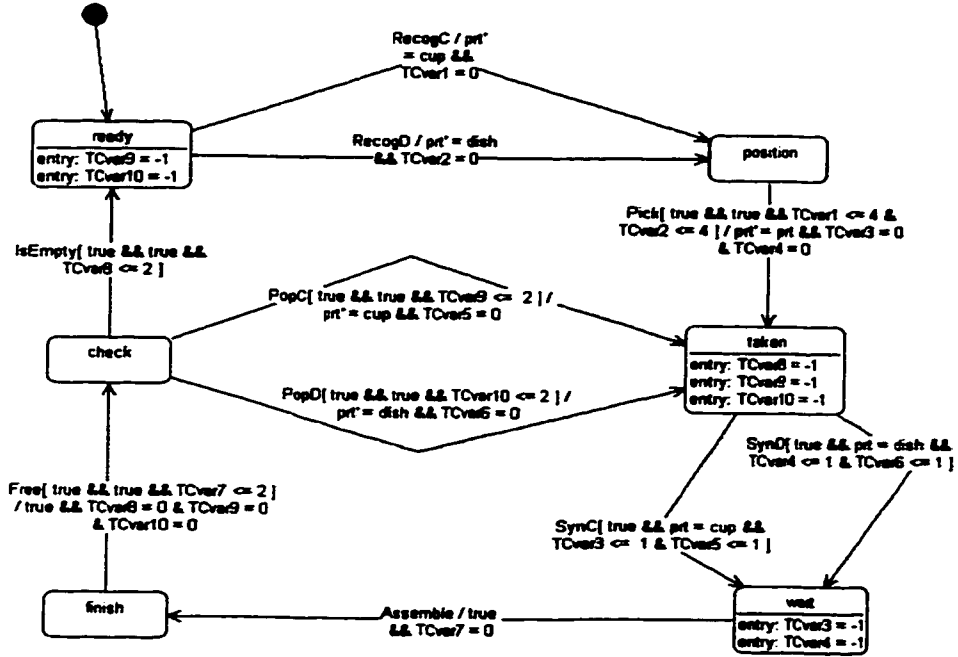 RecogC / prt'
= cup &&
TCvar1 = 0
ready
entry: TCvar9 = -1
entry: TCvar10 = -1
RecogD / prt' = dish
&& TCvar2 = 0
position
Pick[ true && true && TCvar1 <= 4 &
TCvar2 <= 4 ] / prt' = prt && TCvar3 = 0
& TCvar4 = 0
IsEmpty[ true && true &&
TCvar8 <= 2 ]
PopC[ true && true && TCvar9 <= 2 ] /
prt' = cup && TCvar5 = 0
check
taken
entry: TCvar8 = -1
entry: TCvar9 = -1
entry: TCvar10 = -1
PopD[ true && true && TCvar10 <= 2 ] /
prt' = dish && TCvar6 = 0
SynD[ true && prt = dish &&
TCvar4 <= 1 & TCvar6 <= 1 ]
Free[ true && true && TCvar7 <= 2 ]
/ true && TCvar8 = 0 & TCvar9 = 0
& TCvar10 = 0
SynC[ true && prt = cup &&
TCvar3 <= 1 & TCvar5 <= 1 ]
finish
Assemble / true
&& TCvar7 = 0
wait
entry: TCvar3 = -1
entry: TCvar4 = -1